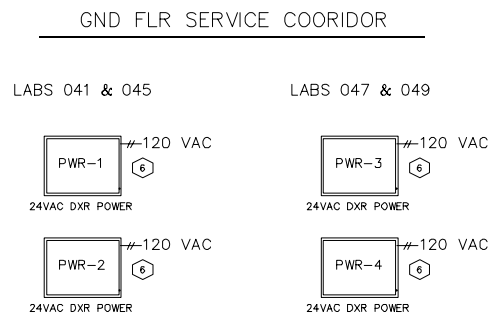 GND FLR SERVICE COORIDOR
LABS 041 & 045
LABS 047 & 049
PWR-1
120 VAC
6
24VAC DXR POWER
PWR-3
120 VAC
6
24VAC DXR POWER
PWR-2
120 VAC
6
24VAC DXR POWER
PWR-4
120 VAC
6
24VAC DXR POWER